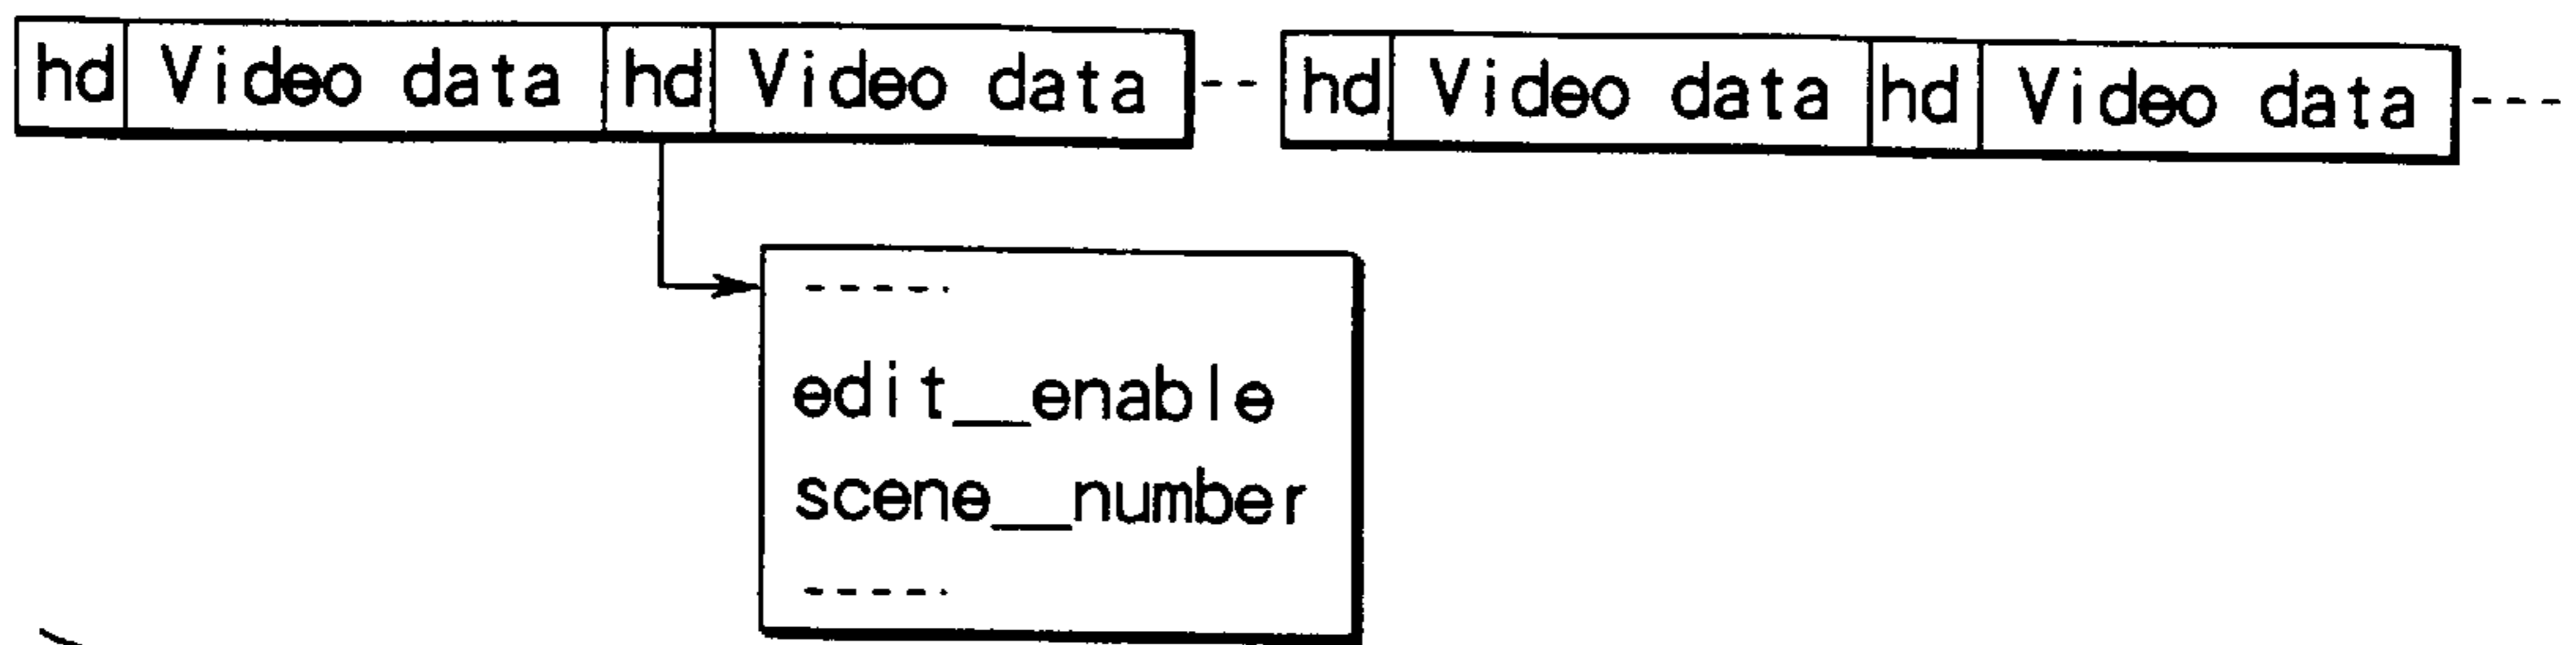 hd Video data hd Video data -- hd Video data hd Video data ---
-----
edit__enable
scene__number
-----